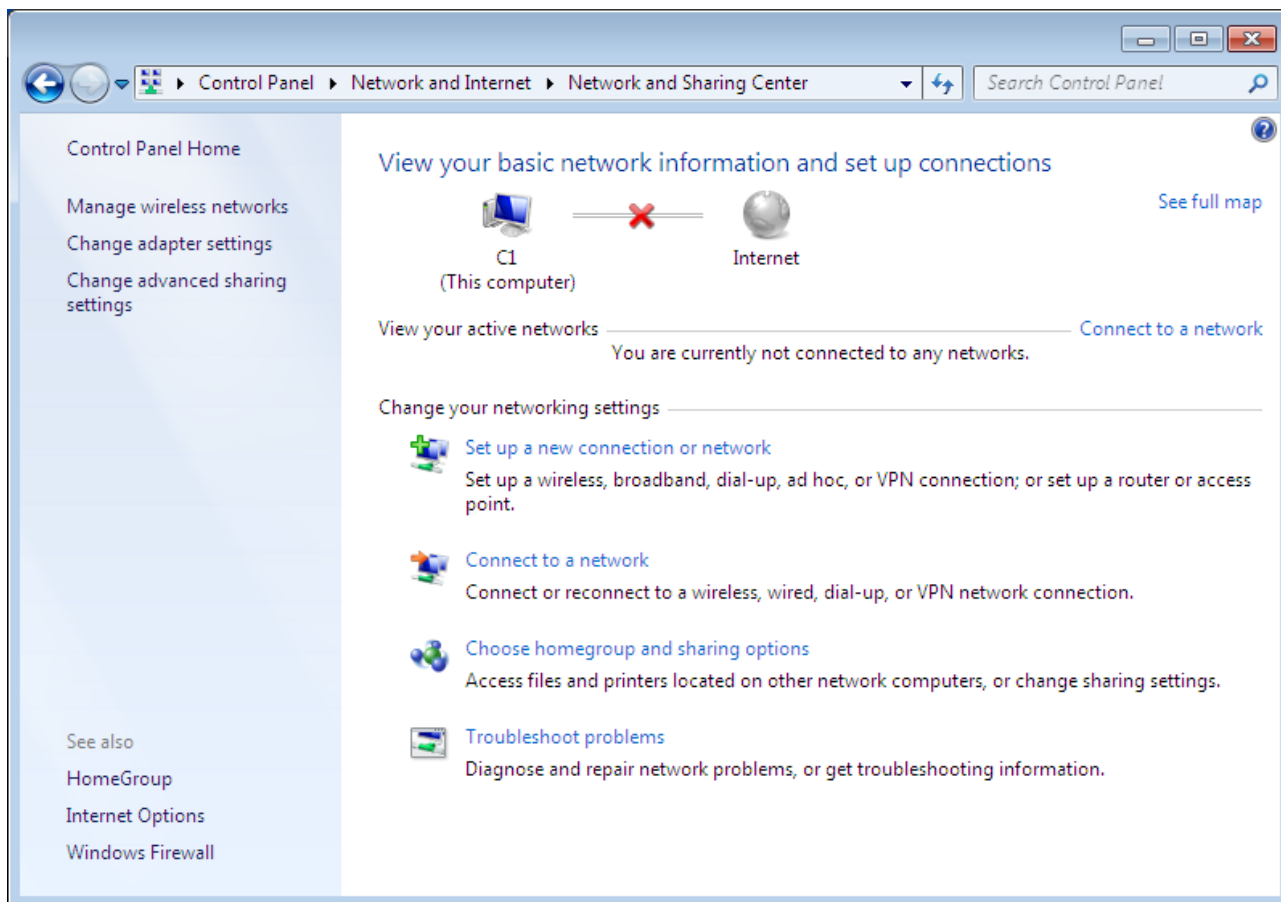 Control Panel Network and Internet Network and Sharing Center Search Control Panel
Control Panel Home
Manage wireless networks
Change adapter settings
Change advanced sharing
settings
See also
HomeGroup
Internet Options
Windows Firewall
View your basic network information and set up connections
See full map
C1
(This computer)
Internet
View your active networks
Connect to a network
You are currently not connected to any networks.
Change your networking settings
Set up a new connection or network
Set up a wireless, broadband, dial-up, ad hoc, or VPN connection; or set up a router or access
point.
Connect to a network
Connect or reconnect to a wireless, wired, dial-up, or VPN network connection.
Choose homegroup and sharing options
Access files and printers located on other network computers, or change sharing settings.
Troubleshoot problems
Diagnose and repair network problems, or get troubleshooting information.